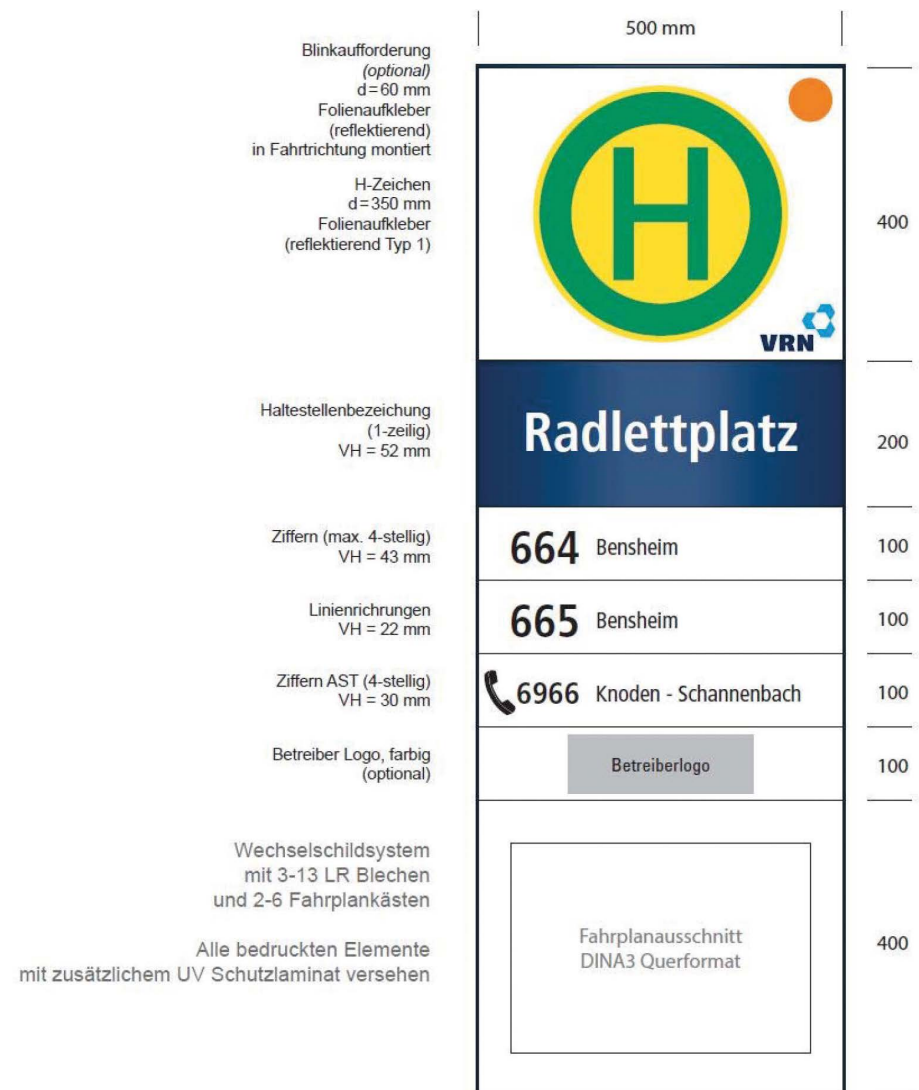 500 mm
Blinkaufforderung
(optional)
d=60 mm
Folienaufkleber
(reflektierend)
in Fahrtrichtung montiert
H-Zeichen
d=350 mm
Folienaufkleber
(reflektierend Typ 1)
H
400
VRN
Haltestellenbezeichung
(1-zeilig)
VH = 52 mm
Radlettplatz
200
Ziffern (max. 4-stellig)
VH = 43 mm
664 Bensheim
100
Linienrichrungen
VH = 22 mm
665 Bensheim
100
Ziffern AST (4-stellig)
VH = 30 mm
6966 Knoden - Schannenbach
100
Betreiber Logo, farbig
(optional)
Betreiberlogo
100
Wechselschildsystem
mit 3-13 LR Blechen
und 2-6 Fahrplankästen
Alle bedruckten Elemente
mit zusätzlichem UV Schutzlaminat versehen
Fahrplanausschnitt
DINA3 Querformat
400